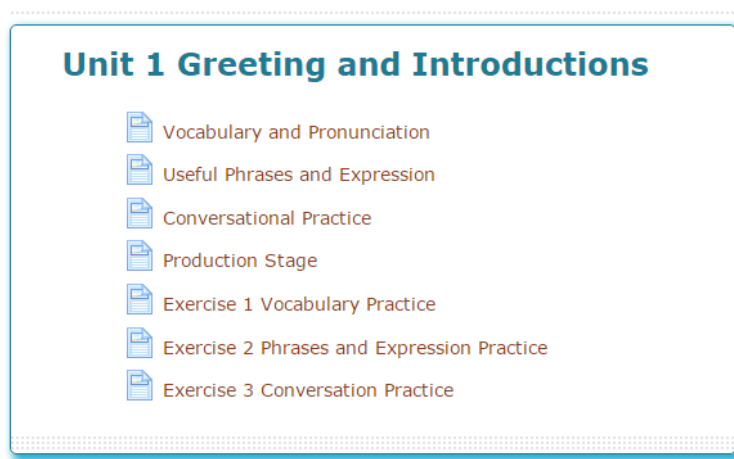 Unit 1 Greeting and Introductions
Vocabulary and Pronunciation
Useful Phrases and Expression
Conversational Practice
Production Stage
Exercise 1 Vocabulary Practice
Exercise 2 Phrases and Expression Practice
Exercise 3 Conversation Practice